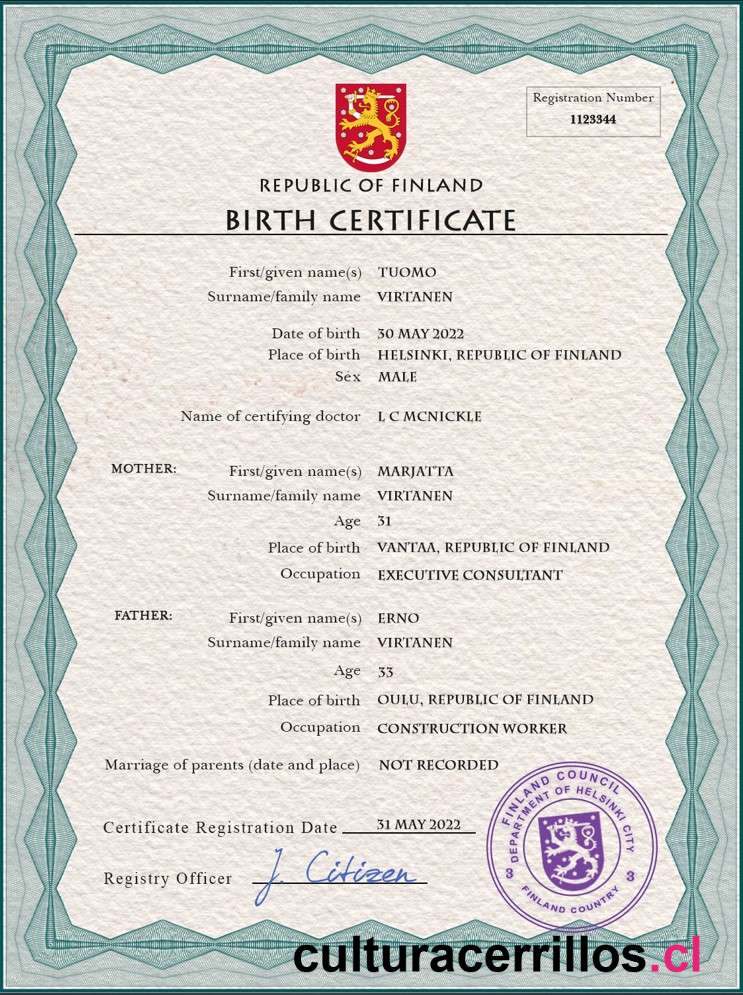 Registration Number
1123344
REPUBLIC OF FINLAND
BIRTH CERTIFICATE
First/given name(s) TUOMO
Surname/family name VIRTANEN
Date of birth 30 MAY 2022
Place of birth HELSINKI, REPUBLIC OF FINLAND
Sex MALE
Name of certifying doctor L C MCNICKLE
MOTHER: First/given name(s) MARJATTA
Surname/family name VIRTANEN
Age 31
Place of birth VANTAA, REPUBLIC OF FINLAND
Occupation EXECUTIVE CONSULTANT
FATHER: First/given name(s) ERNO
Surname/family name VIRTANEN
Age 33
Place of birth OULU, REPUBLIC OF FINLAND
Occupation CONSTRUCTION WORKER
Marriage of parents (date and place) NOT RECORDED
Certificate Registration Date 31 MAY 2022
Registry Officer J. Citizen
FINLAND COUNCIL
DEPARTMENT OF HELSINKI CITY
3 3
FINLAND COUNTRY
culturacerrillos.cl